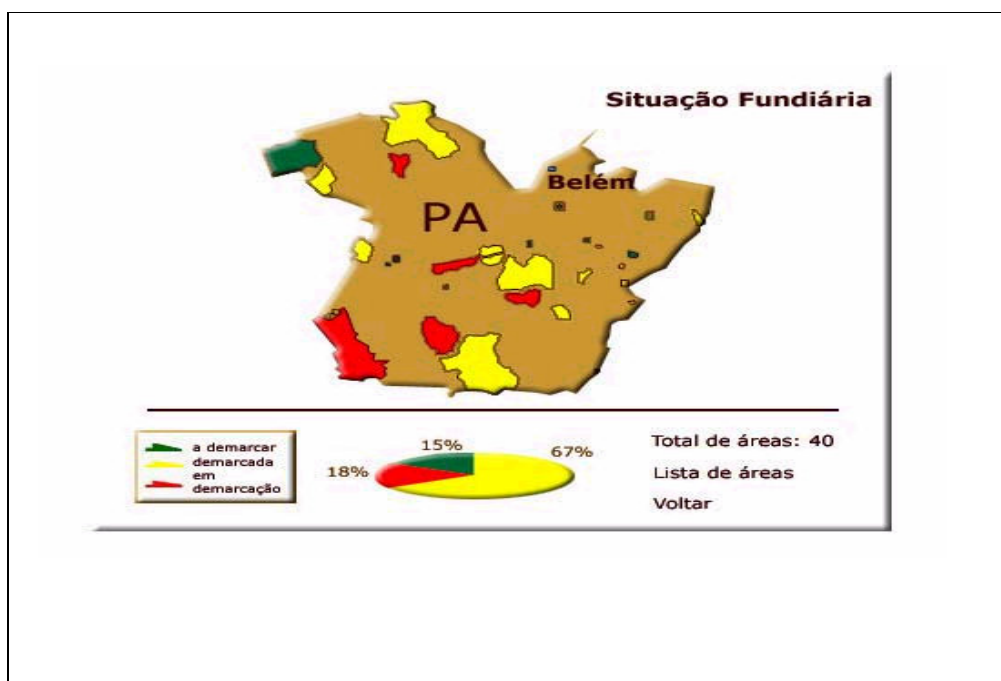 Situação Fundiária
Belém
PA
a demarcar
demarcada
em
demarcação
15%
67%
18%
Total de áreas: 40
Lista de áreas
Voltar